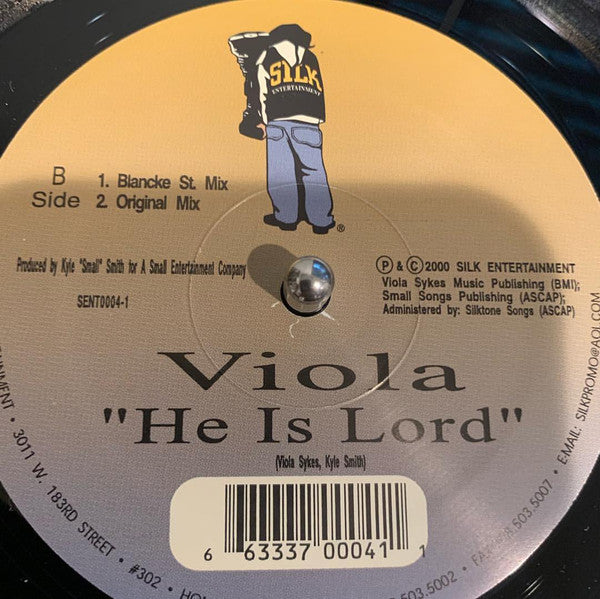 SILK
ENTERTAINMENT
®
B
Side
1. Blancke St. Mix
2. Original Mix
Produced by Kyle "Small" Smith for A Small Entertainment Company
SENT0004-1
Ⓟ & © 2000 SILK ENTERTAINMENT
Viola Sykes Music Publishing (BMI);
Small Songs Publishing (ASCAP);
Administered by: Silktone Songs (ASCAP)
Viola
"He Is Lord"
(Viola Sykes, Kyle Smith)
6 63337 00041 1
• 3011 W. 183RD STREET • #302 •
.503.5002 •
.503.5007 • E-MAIL: SILKPROMO@AOL.COM